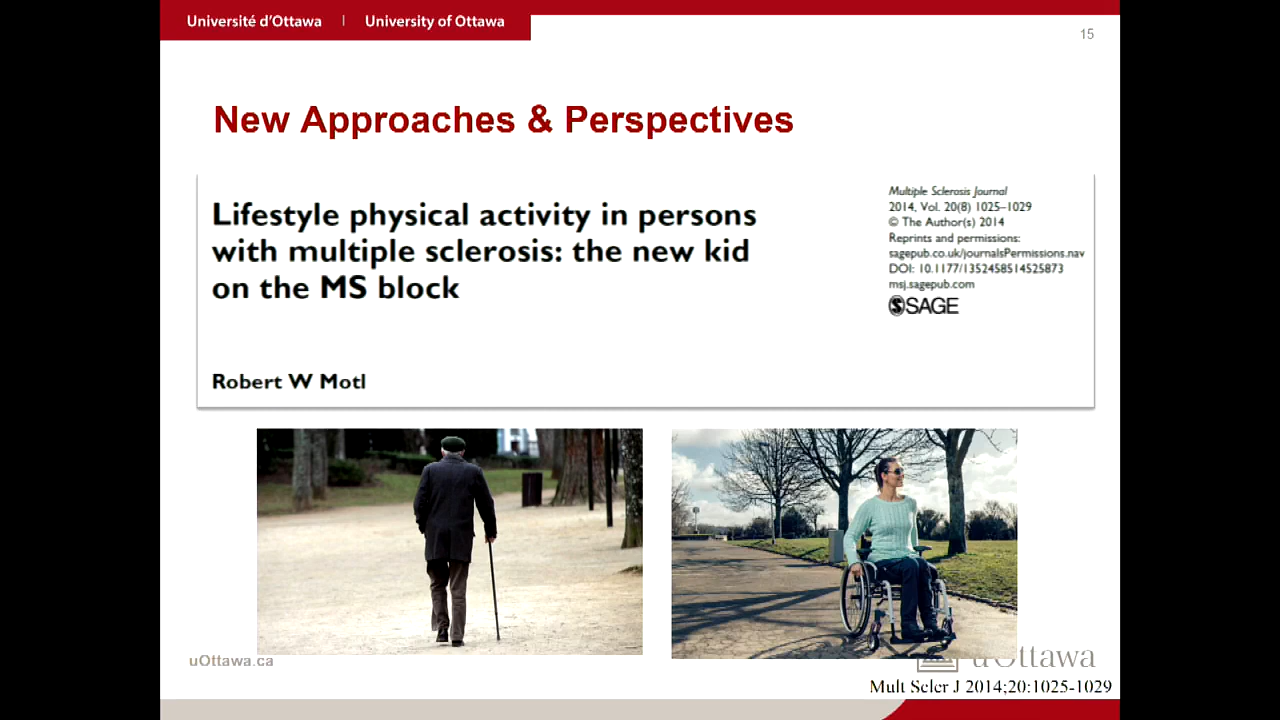 Université d'Ottawa | University of Ottawa
15
New Approaches & Perspectives
Lifestyle physical activity in persons
with multiple sclerosis: the new kid
on the MS block
Robert W Motl
Multiple Sclerosis Journal
2014, Vol. 20(8) 1025–1029
© The Author(s) 2014
Reprints and permissions:
sagepub.co.uk/journalsPermissions.nav
DOI: 10.1177/1352458514525873
msj.sagepub.com
SAGE
uOttawa.ca
uOttawa
Mult Scler J 2014;20:1025-1029